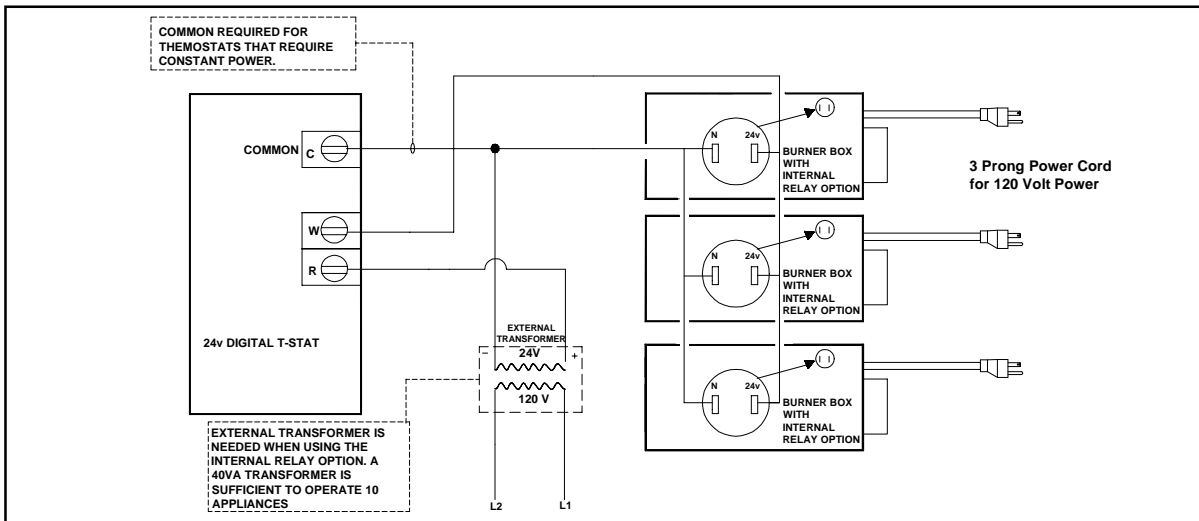 COMMON REQUIRED FOR
THEMOSTATS THAT REQUIRE
CONSTANT POWER.
COMMON
C
W
R
24v DIGITAL T-STAT
EXTERNAL
TRANSFORMER
–
24V
+
120 V
L2
L1
EXTERNAL TRANSFORMER IS
NEEDED WHEN USING THE
INTERNAL RELAY OPTION. A
40VA TRANSFORMER IS
SUFFICIENT TO OPERATE 10
APPLIANCES
N
24v
BURNER BOX
WITH
INTERNAL
RELAY OPTION
3 Prong Power Cord
for 120 Volt Power
N
24v
BURNER BOX
WITH
INTERNAL
RELAY OPTION
N
24v
BURNER BOX
WITH
INTERNAL
RELAY OPTION